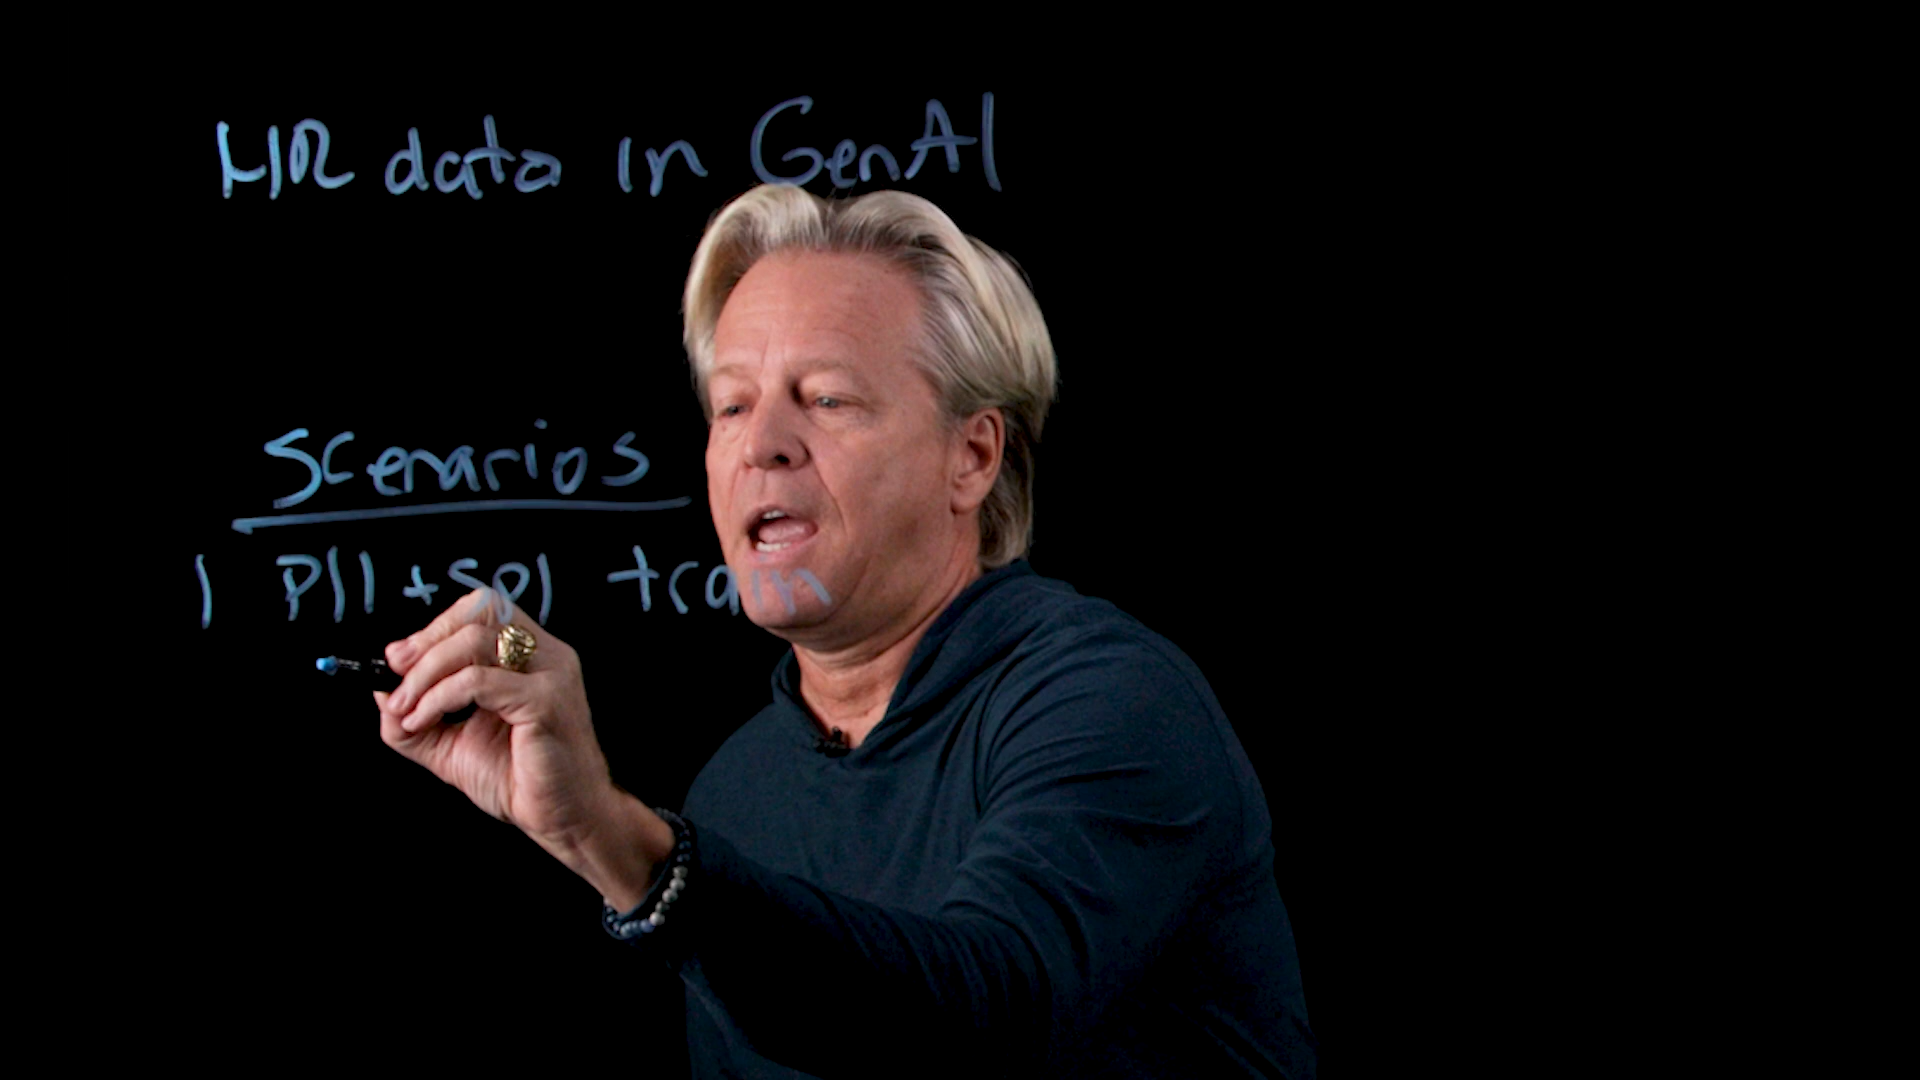 HR data in GenAI
Scenarios
1 PII + SPI train